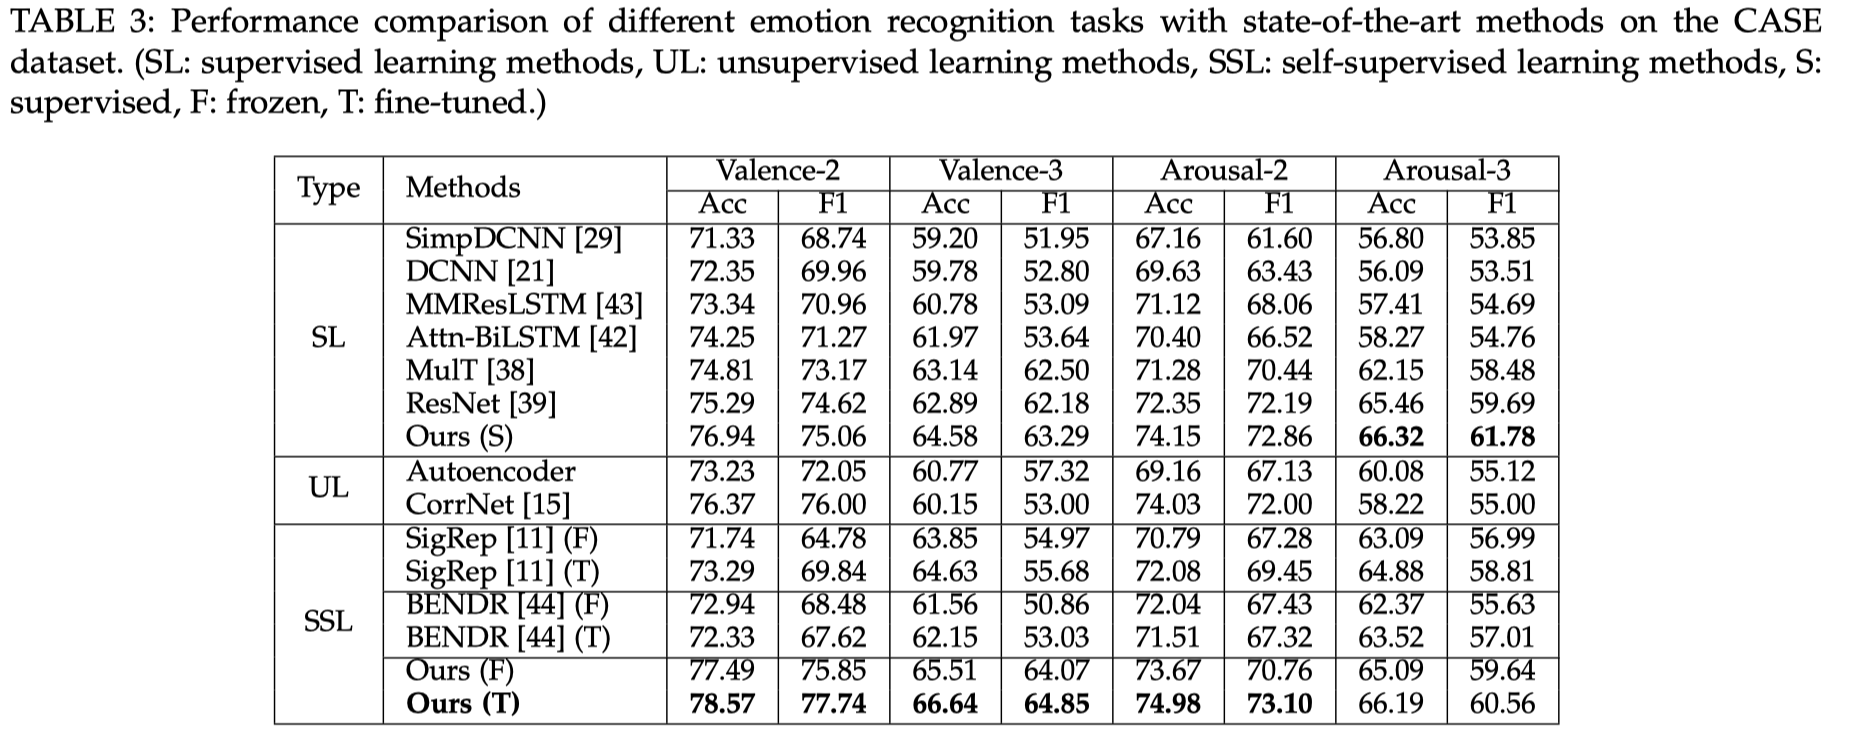 TABLE 3: Performance comparison of different emotion recognition tasks with state-of-the-art methods on the CASE
dataset. (SL: supervised learning methods, UL: unsupervised learning methods, SSL: self-supervised learning methods, S:
supervised, F: frozen, T: fine-tuned.)
Type Methods Valence-2 Valence-3 Arousal-2 Arousal-3
Acc F1 Acc F1 Acc F1 Acc F1
SL
SimpDCNN [29] 71.33 68.74 59.20 51.95 67.16 61.60 56.80 53.85
DCNN [21] 72.35 69.96 59.78 52.80 69.63 63.43 56.09 53.51
MMResLSTM [43] 73.34 70.96 60.78 53.09 71.12 68.06 57.41 54.69
Attn-BiLSTM [42] 74.25 71.27 61.97 53.64 70.40 66.52 58.27 54.76
MulT [38] 74.81 73.17 63.14 62.50 71.28 70.44 62.15 58.48
ResNet [39] 75.29 74.62 62.89 62.18 72.35 72.19 65.46 59.69
Ours (S) 76.94 75.06 64.58 63.29 74.15 72.86 66.32 61.78
UL
Autoencoder 73.23 72.05 60.77 57.32 69.16 67.13 60.08 55.12
CorrNet [15] 76.37 76.00 60.15 53.00 74.03 72.00 58.22 55.00
SSL
SigRep [11] (F) 71.74 64.78 63.85 54.97 70.79 67.28 63.09 56.99
SigRep [11] (T) 73.29 69.84 64.63 55.68 72.08 69.45 64.88 58.81
BENDR [44] (F) 72.94 68.48 61.56 50.86 72.04 67.43 62.37 55.63
BENDR [44] (T) 72.33 67.62 62.15 53.03 71.51 67.32 63.52 57.01
Ours (F) 77.49 75.85 65.51 64.07 73.67 70.76 65.09 59.64
Ours (T) 78.57 77.74 66.64 64.85 74.98 73.10 66.19 60.56